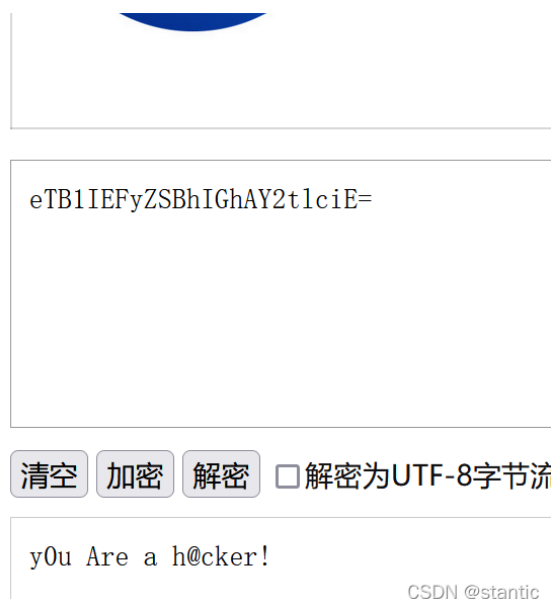 eTB1IEFyZSBhIGhAY2tlciE=
清空 加密 解密 解密为UTF-8字节流
y0u Are a h@cker!
CSDN @stantic